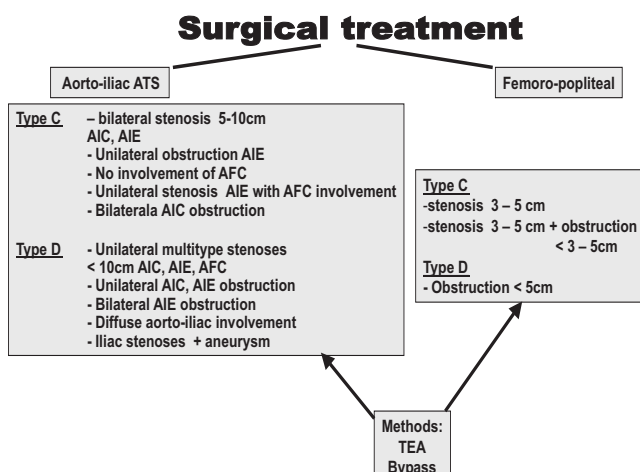 Surgical treatment
Aorto-iliac ATS
Femoro-popliteal
Type C – bilateral stenosis 5-10cm
AIC, AIE
- Unilateral obstruction AIE
- No involvement of AFC
- Unilateral stenosis AIE with AFC involvement
- Bilaterala AIC obstruction
Type D - Unilateral multitype stenoses
< 10cm AIC, AIE, AFC
- Unilateral AIC, AIE obstruction
- Bilateral AIE obstruction
- Diffuse aorto-iliac involvement
- Iliac stenoses + aneurysm
Type C
-stenosis 3 – 5 cm
-stenosis 3 – 5 cm + obstruction
< 3 – 5cm
Type D
- Obstruction < 5cm
Methods:
TEA
Bypass